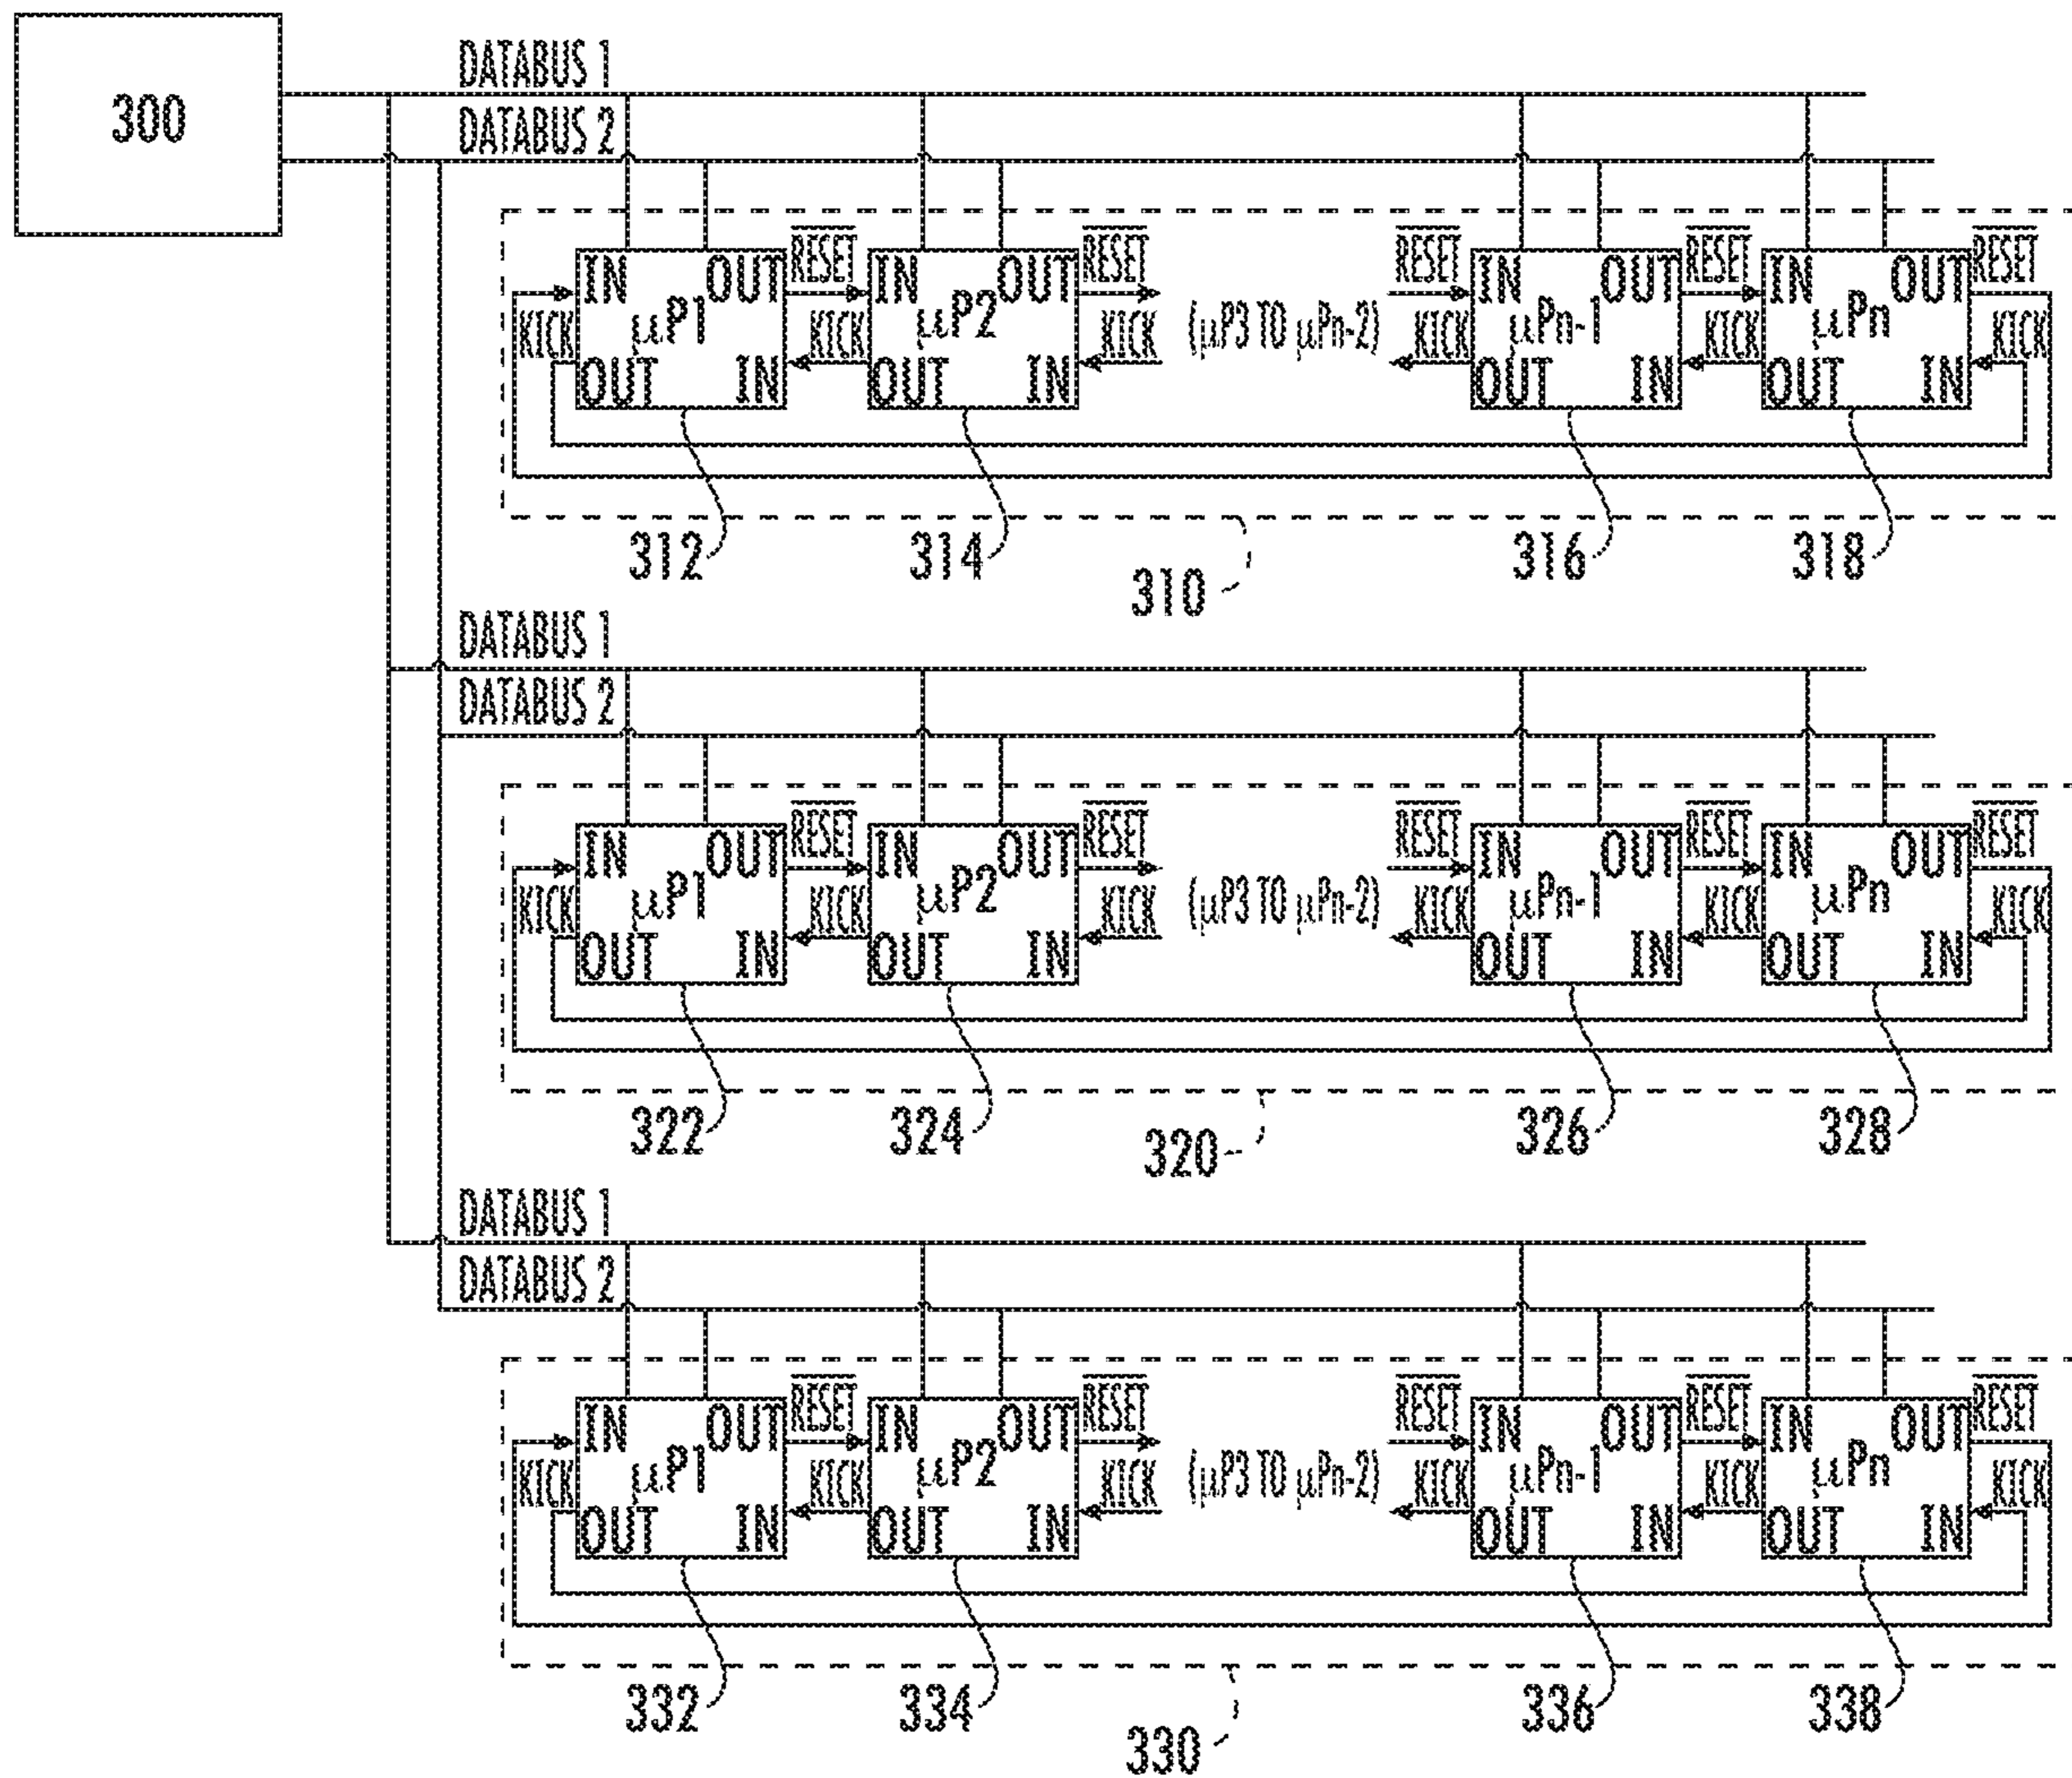 300
DATABUS 1
DATABUS 2
RESET RESET RESET RESET RESET
IN OUT IN OUT IN OUT IN OUT
KICK µP1 KICK µP2 KICK (µP3 TO µPn-2) KICK µPn-1 KICK µPn KICK
OUT IN OUT IN OUT IN OUT IN
312 314 316 318
310
DATABUS 1
DATABUS 2
RESET RESET RESET RESET RESET
IN OUT IN OUT IN OUT IN OUT
KICK µP1 KICK µP2 KICK (µP3 TO µPn-2) KICK µPn-1 KICK µPn KICK
OUT IN OUT IN OUT IN OUT IN
322 324 326 328
320
DATABUS 1
DATABUS 2
RESET RESET RESET RESET RESET
IN OUT IN OUT IN OUT IN OUT
KICK µP1 KICK µP2 KICK (µP3 TO µPn-2) KICK µPn-1 KICK µPn KICK
OUT IN OUT IN OUT IN OUT IN
332 334 336 338
330